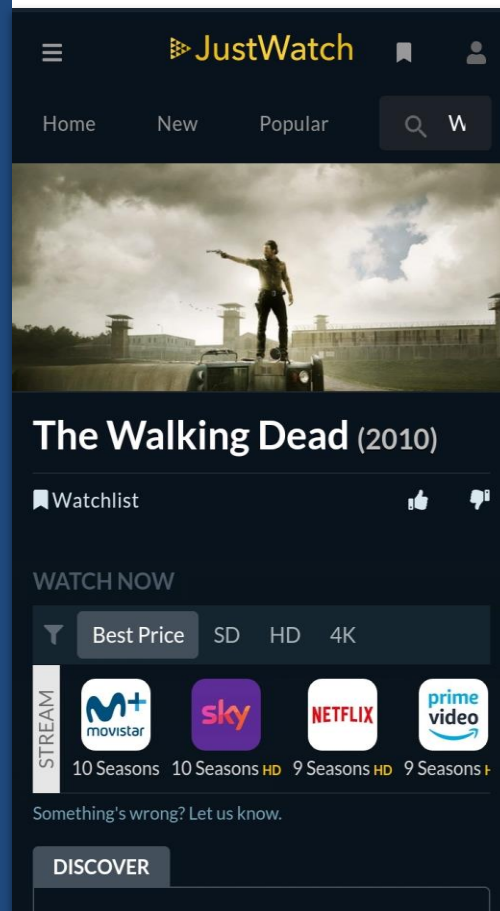 JustWatch
Home New Popular W
The Walking Dead (2010)
Watchlist
WATCH NOW
Best Price SD HD 4K
STREAM
M+ movistar
sky
NETFLIX
prime video
10 Seasons 10 Seasons HD 9 Seasons HD 9 Seasons
Something's wrong? Let us know.
DISCOVER